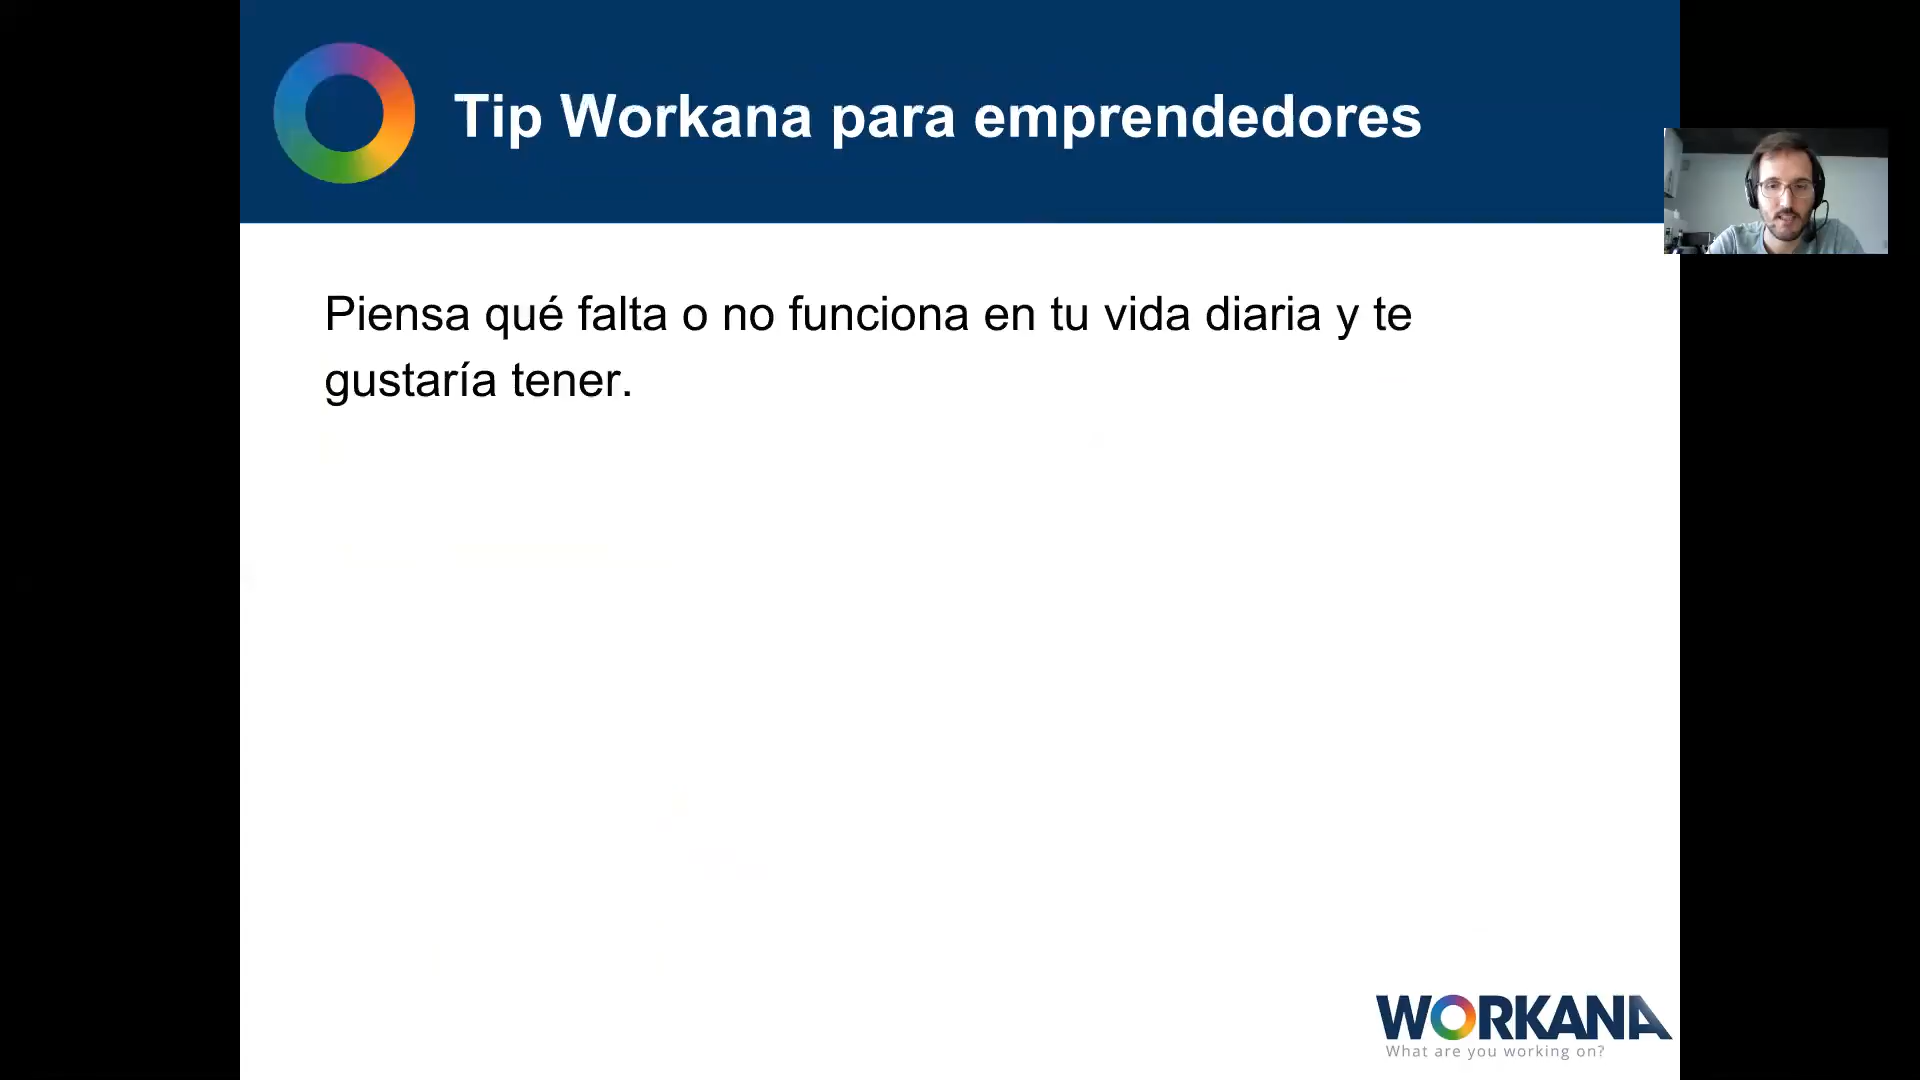 Tip Workana para emprendedores
Piensa qué falta o no funciona en tu vida diaria y te
gustaría tener.
WORKANA
What are you working on?